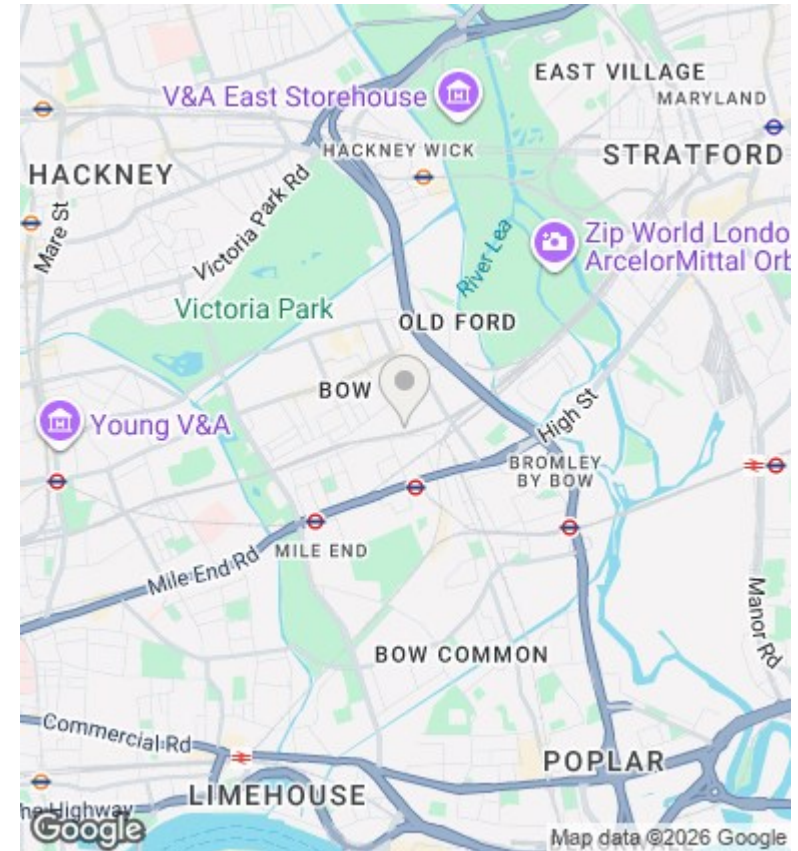 EAST VILLAGE
V&A East Storehouse
MARYLAND
HACKNEY WICK
STRATFORD
HACKNEY
Victoria Park Rd
Mare St
River Lea
Zip World Londo
ArcelorMittal Orb
Victoria Park
OLD FORD
BOW
Young V&A
High St
BROMLEY
BY BOW
MILE END
Mile End Rd
Manor Rd
BOW COMMON
Commercial Rd
POPLAR
LIMEHOUSE
he Highway
Google
Map data ©2026 Google